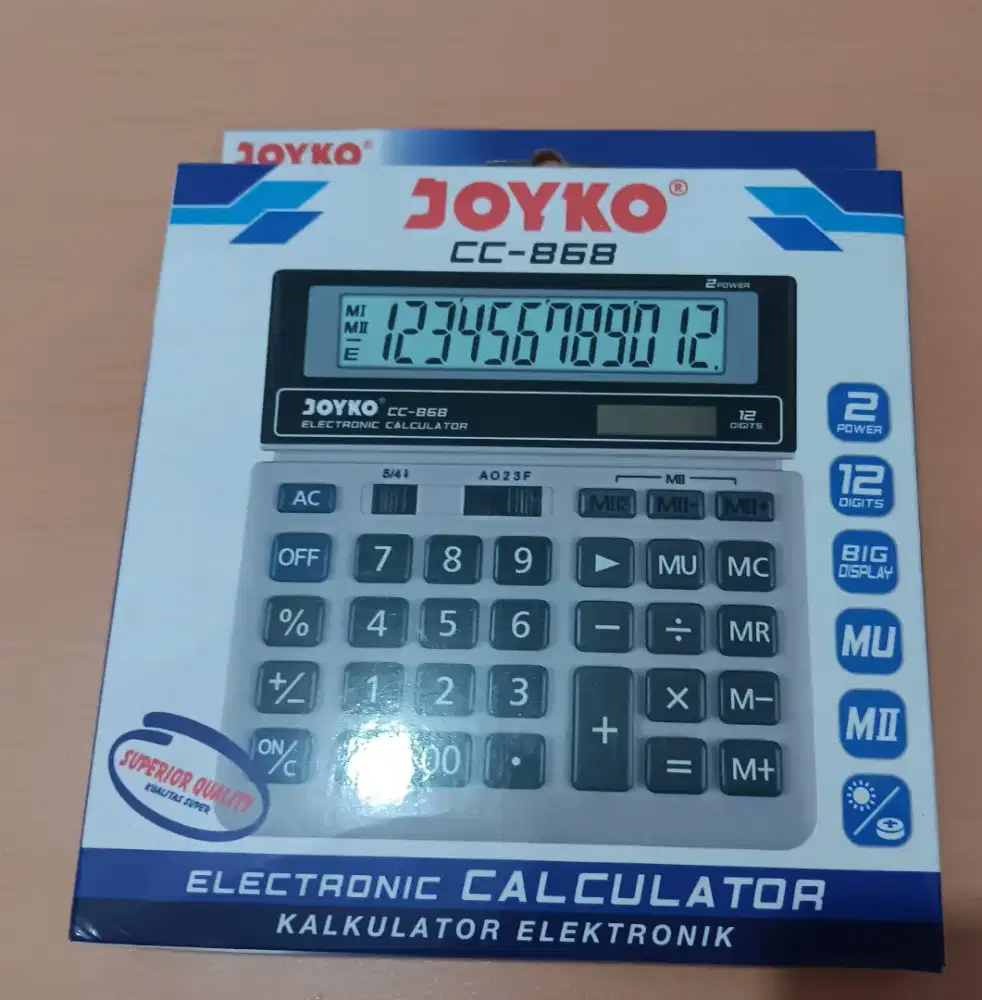 JOYKO®
JOYKO®
CC-868
2 POWER
MI
MII
−
E
123456789012.
JOYKO® CC-868
ELECTRONIC CALCULATOR
12
DIGITS
2
POWER
12
DIGITS
BIG
DISPLAY
MU
MII
5/4
A023F
MII
AC
MII-
MII+
OFF
7
8
9
▶
MU
MC
%
4
5
6
−
÷
MR
+/−
1
2
3
+
×
M−
ON/C
00
.
=
M+
SUPERIOR QUALITY
KUALITAS SUPER
ELECTRONIC CALCULATOR
KALKULATOR ELEKTRONIK